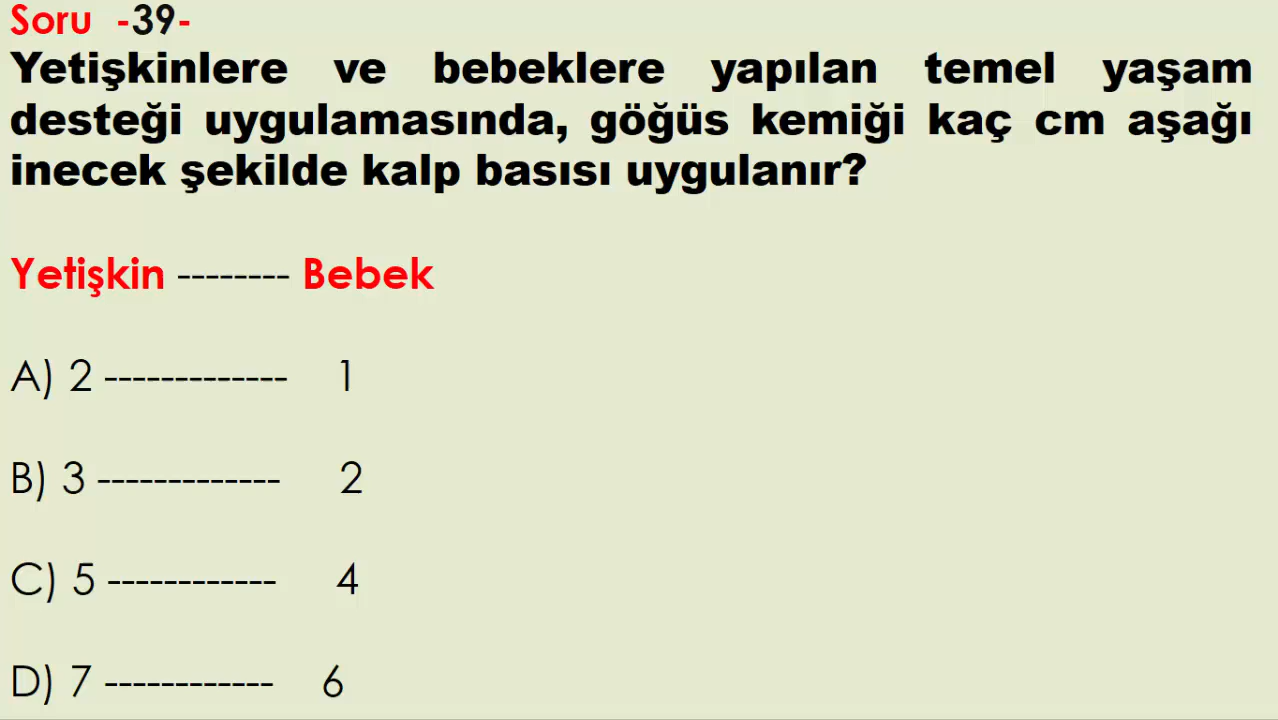 Soru -39-
Yetişkinlere ve bebeklere yapılan temel yaşam
desteği uygulamasında, göğüs kemiği kaç cm aşağı
inecek şekilde kalp basısı uygulanır?
Yetişkin -------- Bebek
A) 2 ------------- 1
B) 3 ------------- 2
C) 5 ------------ 4
D) 7 ------------ 6